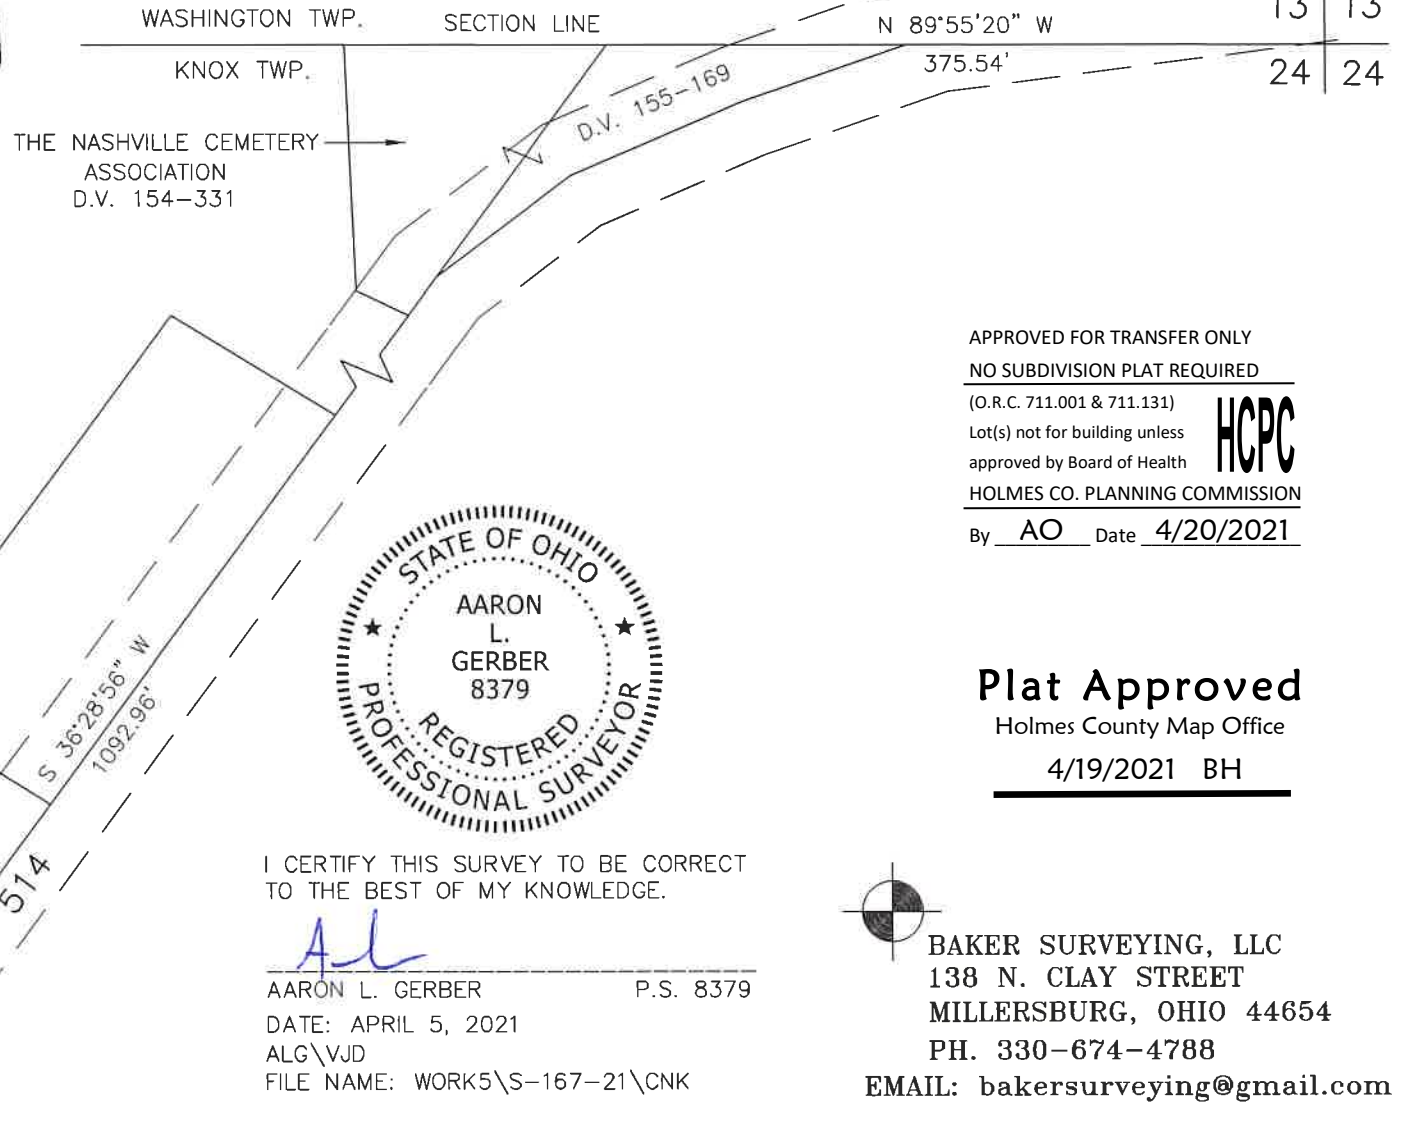 WASHINGTON TWP.
SECTION LINE
N 89°55'20" W
13 13
KNOX TWP.
375.54'
24 24
D.V. 155-169
THE NASHVILLE CEMETERY
ASSOCIATION
D.V. 154-331
APPROVED FOR TRANSFER ONLY
NO SUBDIVISION PLAT REQUIRED
(O.R.C. 711.001 & 711.131)
Lot(s) not for building unless
approved by Board of Health
HCPC
HOLMES CO. PLANNING COMMISSION
By AO Date 4/20/2021
STATE OF OHIO
AARON
L.
GERBER
8379
REGISTERED
PROFESSIONAL SURVEYOR
S 36°28'56" W
1092.96'
514
Plat Approved
Holmes County Map Office
4/19/2021 BH
I CERTIFY THIS SURVEY TO BE CORRECT
TO THE BEST OF MY KNOWLEDGE.
AARON L. GERBER P.S. 8379
DATE: APRIL 5, 2021
ALG\VJD
FILE NAME: WORK5\S-167-21\CNK
BAKER SURVEYING, LLC
138 N. CLAY STREET
MILLERSBURG, OHIO 44654
PH. 330-674-4788
EMAIL: bakersurveying@gmail.com